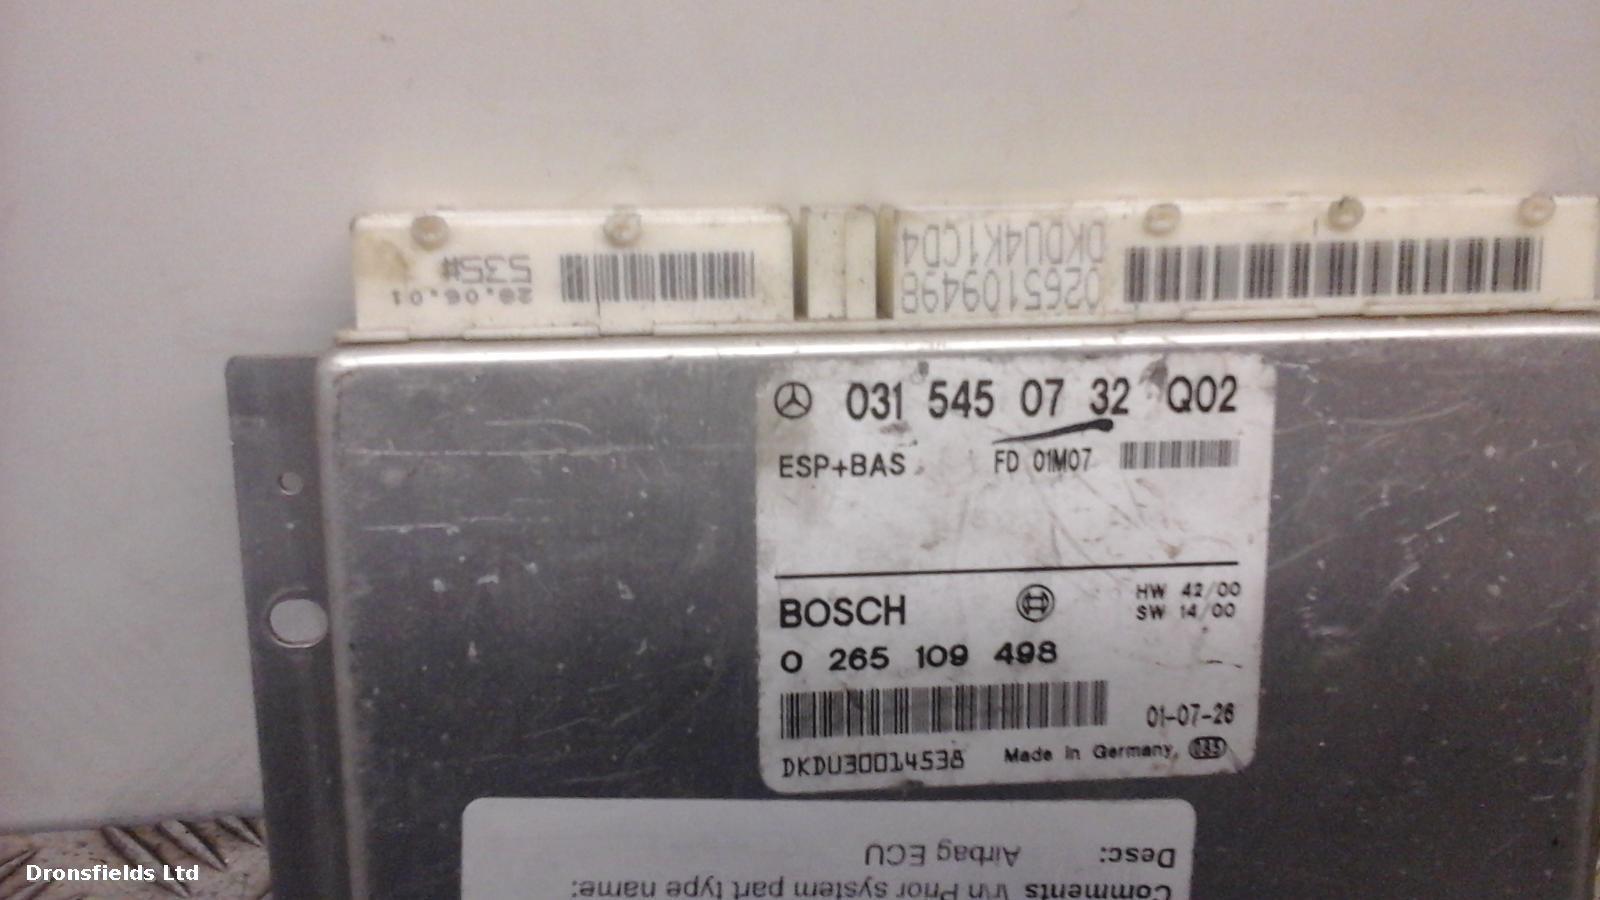 535#
28.06.01
DKDU4K1CD4
0265109498
031 545 07 32 Q02
ESP+BAS FD 01M07
BOSCH
HW 42/00
SW 14/00
0 265 109 498
01-07-26
DKDU30014538 Made in Germany,
Desc: Airbag ECU
Comments V\n Prior system part type name:
Dronsfields Ltd